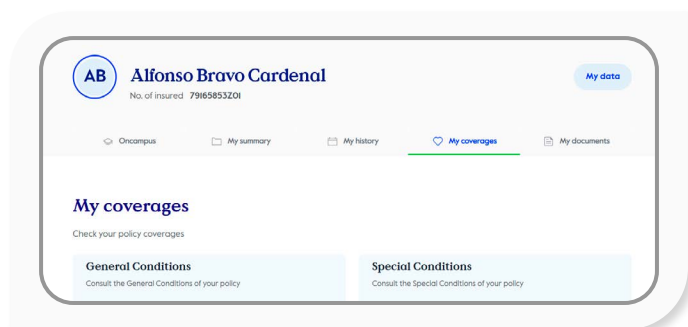 AB
Alfonso Bravo Cardenal
My data
No. of insured 79165853Z01
Oncampus My summary My history My coverages My documents
My coverages
Check your policy coverages
General Conditions Special Conditions
Consult the General Conditions of your policy Consult the Special Conditions of your policy